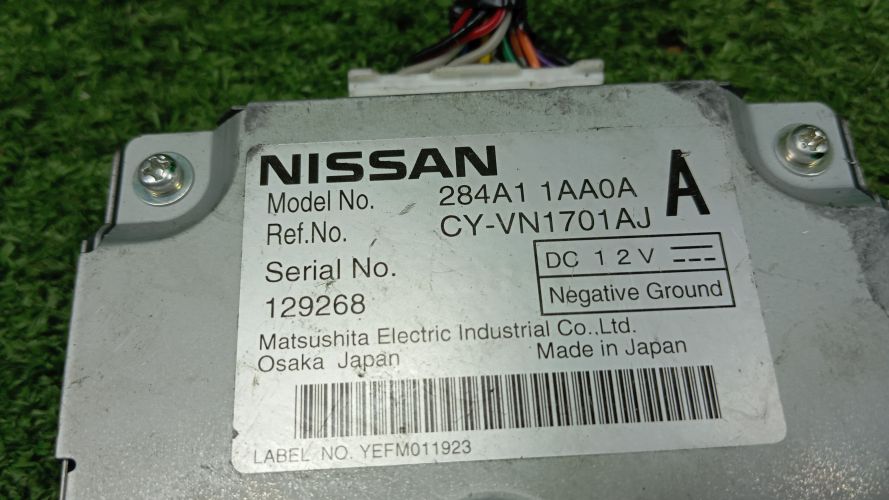 NISSAN
Model No. 284A1 1AA0A A
Ref.No. CY-VN1701AJ
Serial No.
129268
DC 12V
Negative Ground
Matsushita Electric Industrial Co.,Ltd.
Osaka Japan Made in Japan
LABEL NO. YEFM011923